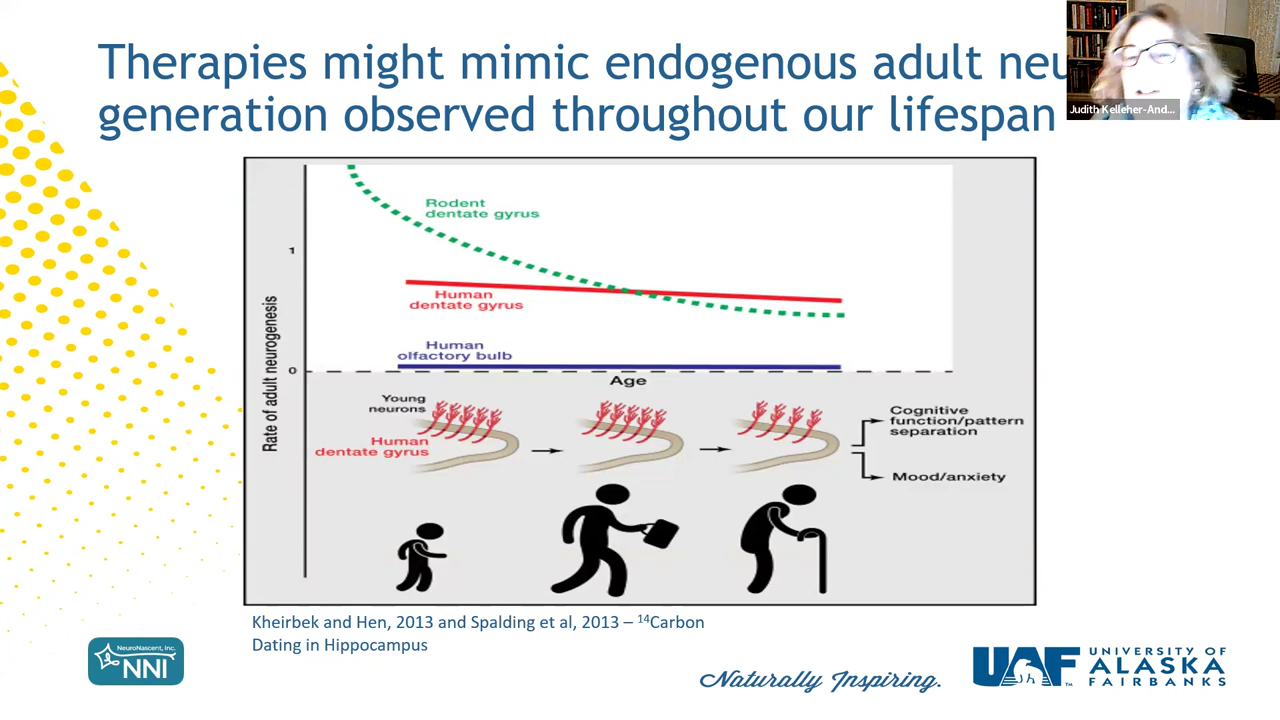 Therapies might mimic endogenous adult neu
generation observed throughout our lifespan
Judith Kelleher-And...
Rodent
dentate gyrus
1
Human
dentate gyrus
Human
olfactory bulb
0
Age
Rate of adult neurogenesis
Young
neurons
Human
dentate gyrus
Cognitive
function/pattern
separation
Mood/anxiety
Kheirbek and Hen, 2013 and Spalding et al, 2013 – 14Carbon
Dating in Hippocampus
NeuroNascent, Inc.
NNI
Naturally Inspiring.
UAF
UNIVERSITY OF
ALASKA
FAIRBANKS